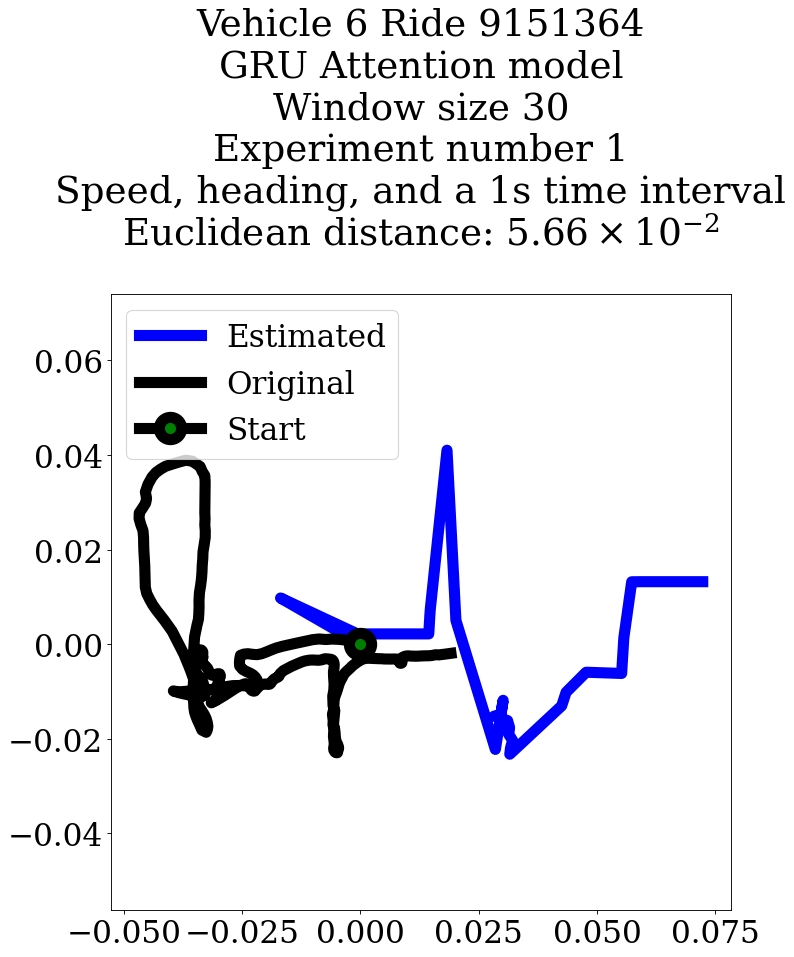 Vehicle 6 Ride 9151364
GRU Attention model
Window size 30
Experiment number 1
Speed, heading, and a 1s time interval
Euclidean distance: 5.66 × 10⁻²
Estimated
Original
Start
0.06
0.04
0.02
0.00
−0.02
−0.04
−0.050 −0.025 0.000 0.025 0.050 0.075